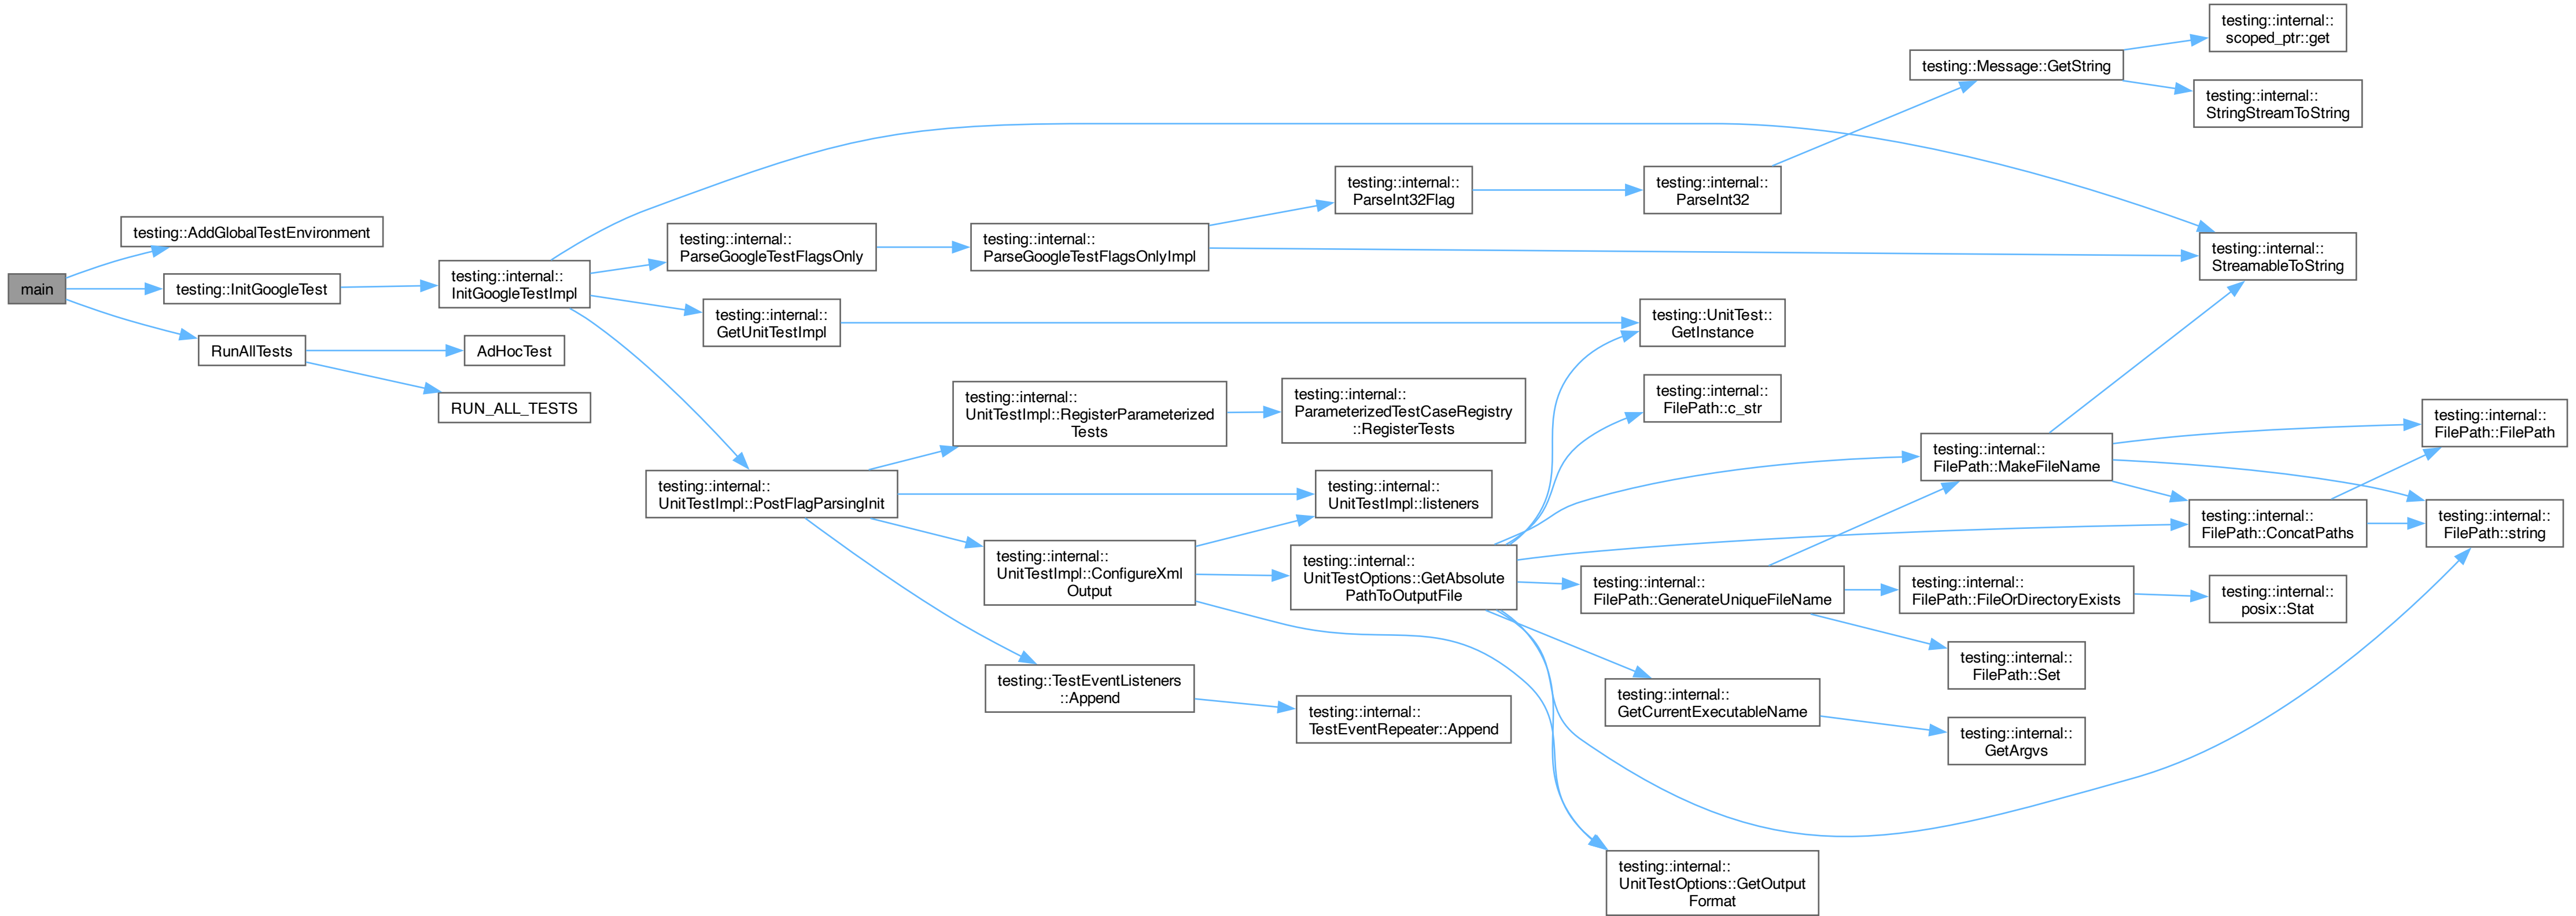 main
testing::AddGlobalTestEnvironment
testing::InitGoogleTest
RunAllTests
testing::internal::
InitGoogleTestImpl
AdHocTest
RUN_ALL_TESTS
testing::internal::
ParseGoogleTestFlagsOnly
testing::internal::
GetUnitTestImpl
testing::internal::
UnitTestImpl::PostFlagParsingInit
testing::internal::
ParseGoogleTestFlagsOnlyImpl
testing::internal::
UnitTestImpl::RegisterParameterized
Tests
testing::internal::
UnitTestImpl::ConfigureXml
Output
testing::TestEventListeners
::Append
testing::internal::
ParseInt32Flag
testing::internal::
ParameterizedTestCaseRegistry
::RegisterTests
testing::internal::
UnitTestImpl::listeners
testing::internal::
UnitTestOptions::GetAbsolute
PathToOutputFile
testing::internal::
TestEventRepeater::Append
testing::internal::
ParseInt32
testing::UnitTest::
GetInstance
testing::internal::
FilePath::c_str
testing::internal::
FilePath::GenerateUniqueFileName
testing::internal::
GetCurrentExecutableName
testing::internal::
UnitTestOptions::GetOutput
Format
testing::Message::GetString
testing::internal::
FilePath::MakeFileName
testing::internal::
FilePath::FileOrDirectoryExists
testing::internal::
FilePath::Set
testing::internal::
GetArgvs
testing::internal::
scoped_ptr::get
testing::internal::
StringStreamToString
testing::internal::
StreamableToString
testing::internal::
FilePath::ConcatPaths
testing::internal::
posix::Stat
testing::internal::
FilePath::FilePath
testing::internal::
FilePath::string